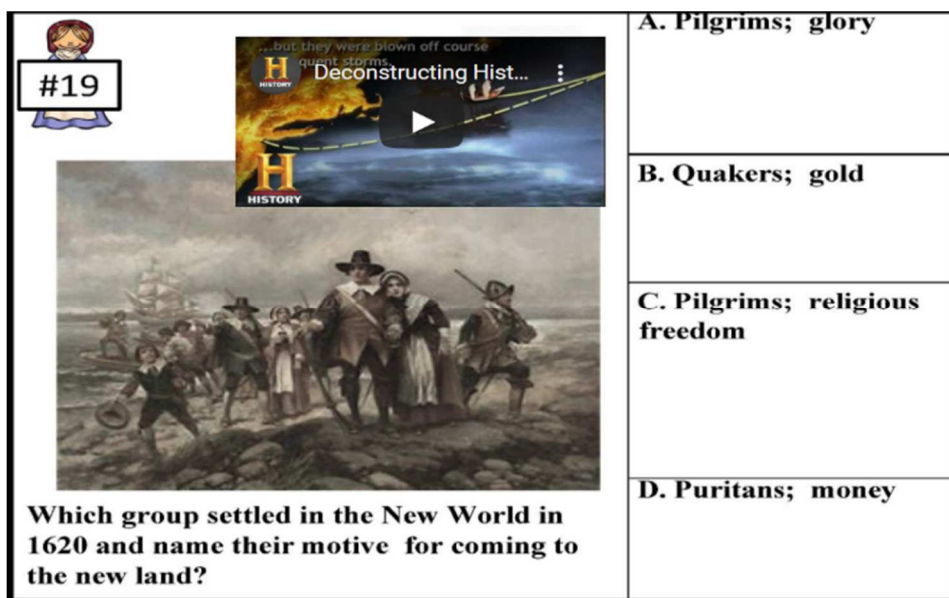 #19
...but they were blown off course
quent storms.
Deconstructing Hist...
H
HISTORY
H
HISTORY
Which group settled in the New World in
1620 and name their motive for coming to
the new land?
A. Pilgrims; glory
B. Quakers; gold
C. Pilgrims; religious
freedom
D. Puritans; money